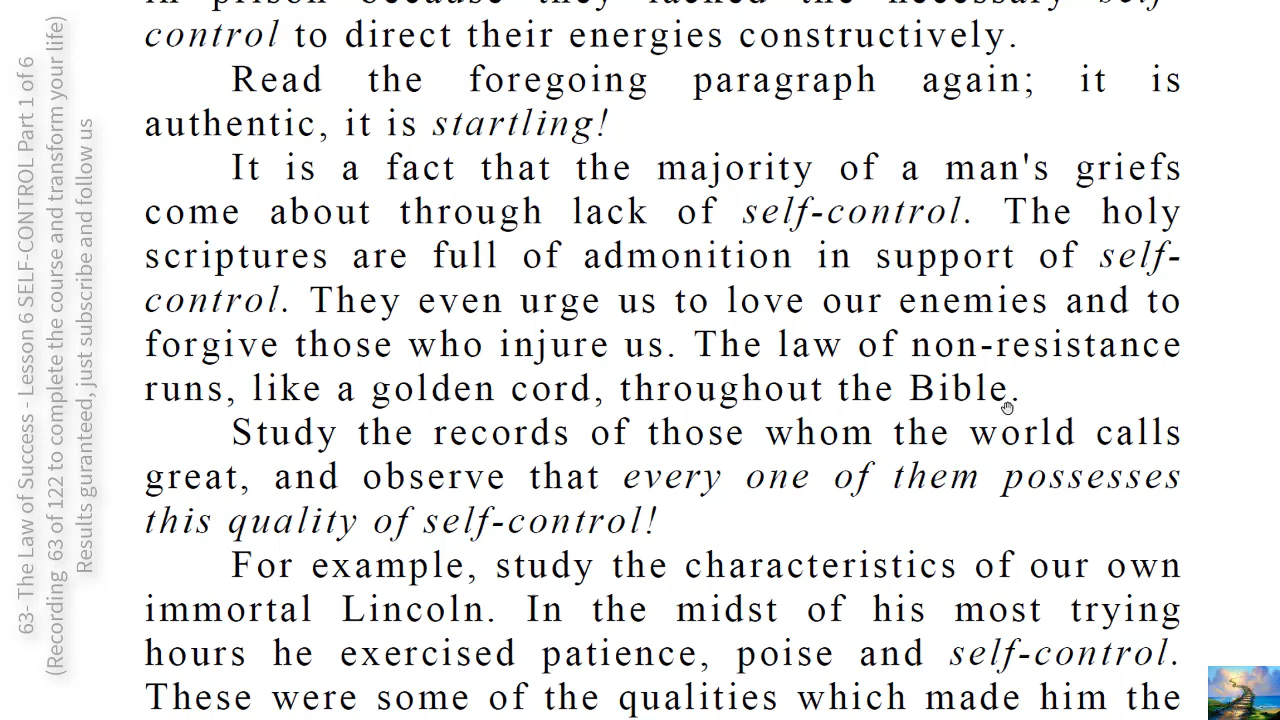 in prison because they lacked the necessary self-
control to direct their energies constructively.
Read the foregoing paragraph again; it is
authentic, it is startling!
It is a fact that the majority of a man's griefs
come about through lack of self-control. The holy
scriptures are full of admonition in support of self-
control. They even urge us to love our enemies and to
forgive those who injure us. The law of non-resistance
runs, like a golden cord, throughout the Bible.
Study the records of those whom the world calls
great, and observe that every one of them possesses
this quality of self-control!
For example, study the characteristics of our own
immortal Lincoln. In the midst of his most trying
hours he exercised patience, poise and self-control.
These were some of the qualities which made him the
63- The Law of Success - Lesson 6 SELF-CONTROL Part 1 of 6
(Recording 63 of 122 to complete the course and transform your life)
Results guranteed, just subscribe and follow us